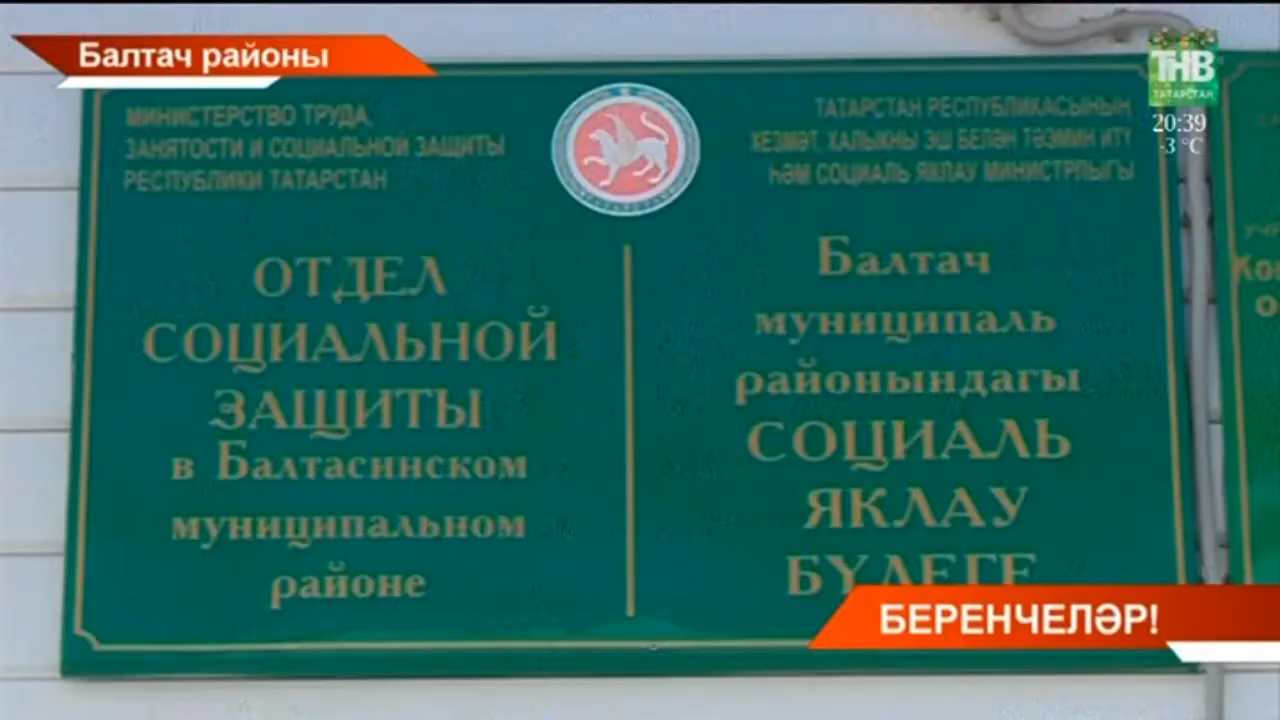 Балтач районы
ТНВ
ТАТАРСТАН
20:39
-3 °C
МИНИСТЕРСТВО ТРУДА,
ЗАНЯТОСТИ И СОЦИАЛЬНОЙ ЗАЩИТЫ
РЕСПУБЛИКИ ТАТАРСТАН
ТАТАРСТАН РЕСПУБЛИКАСЫНЫҢ
ХЕЗМӘТ, ХАЛЫКНЫ ЭШ БЕЛӘН ТӘЭМИН ИТҮ
ҺӘМ СОЦИАЛЬ ЯКЛАУ МИНИСТРЛЫГЫ
ОТДЕЛ
СОЦИАЛЬНОЙ
ЗАЩИТЫ
в Балтасинском
муниципальном
районе
Балтач
муниципаль
районындагы
СОЦИАЛЬ
ЯКЛАУ
БҮЛЕГЕ
БЕРЕНЧЕЛӘР!